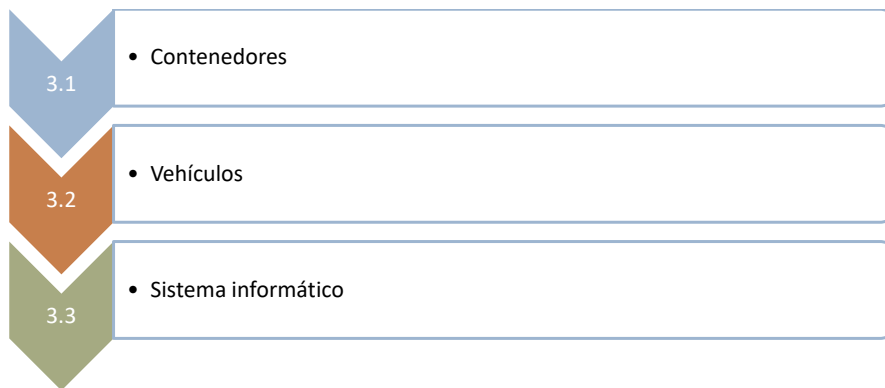 3.1
• Contenedores
3.2
• Vehículos
3.3
• Sistema informático